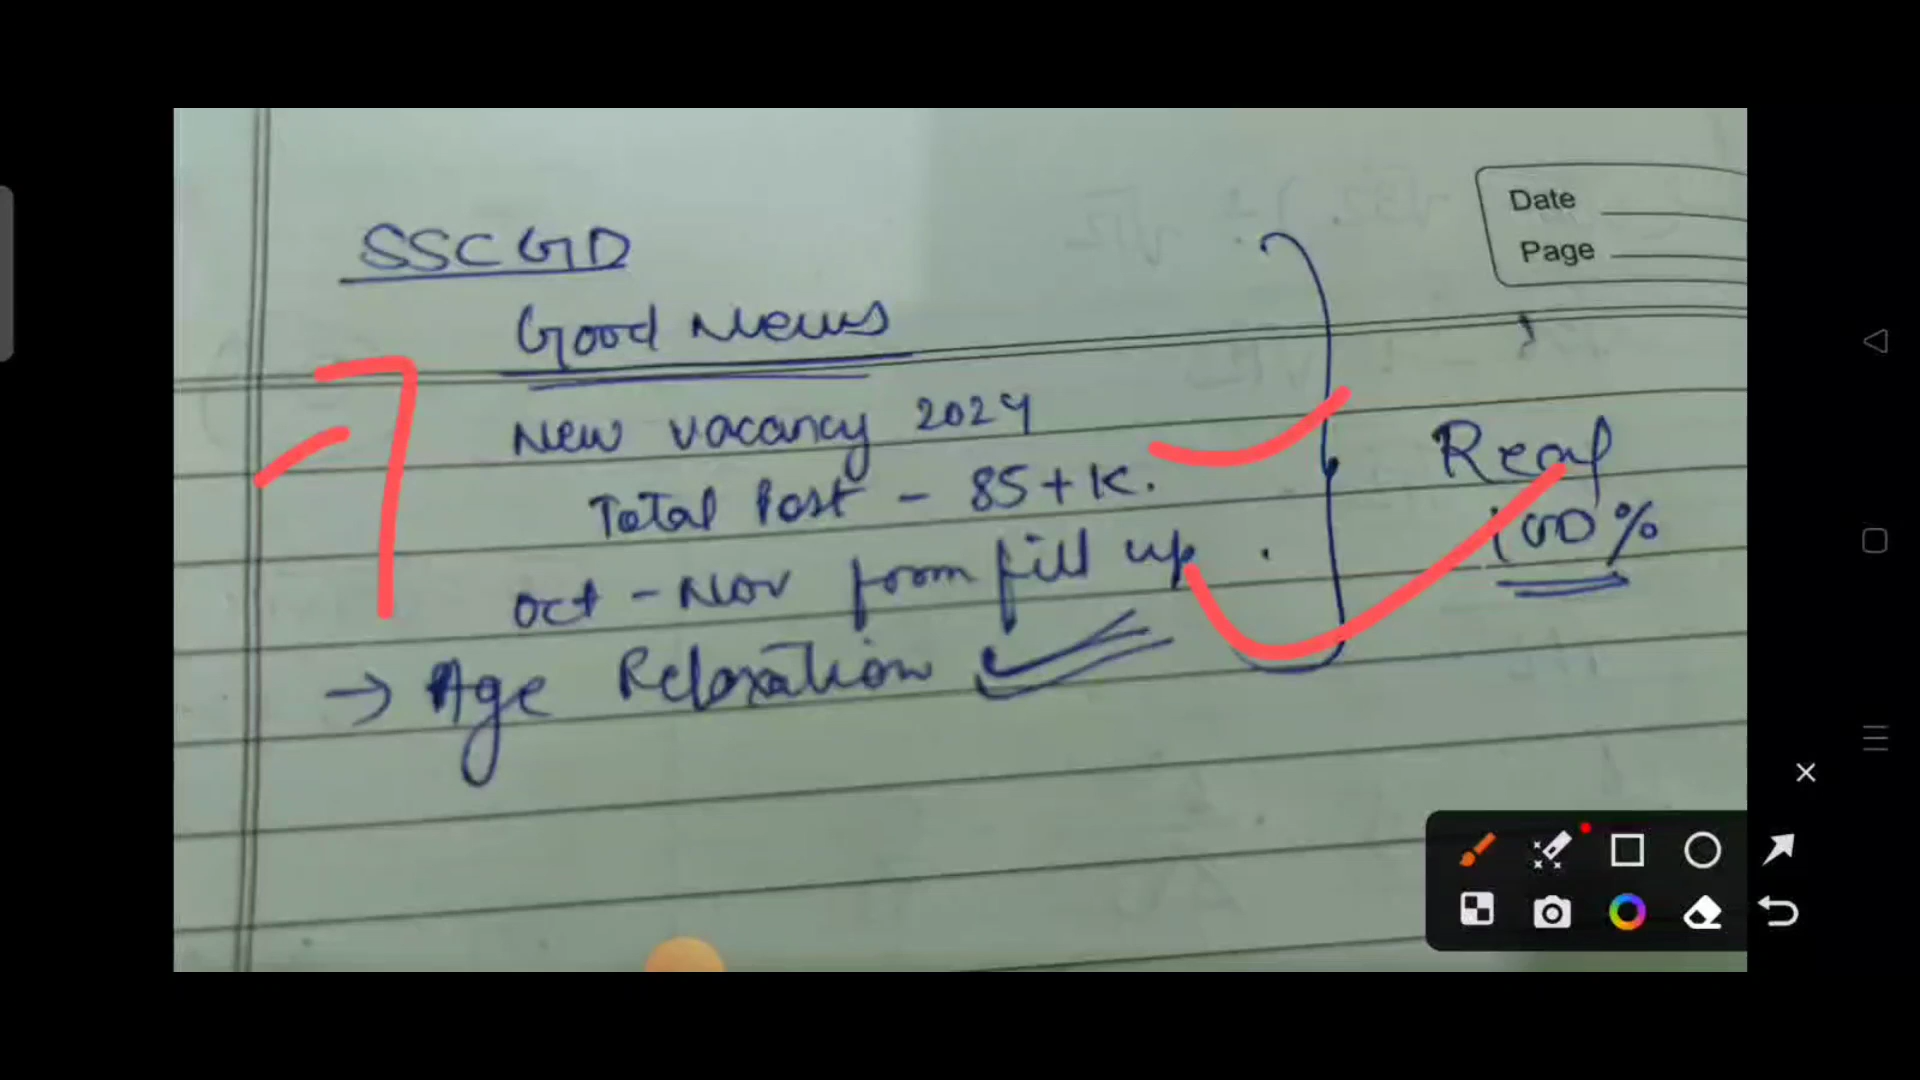 Date
Page
SSC GD
Good News
New vacancy 2024
Total Post - 85+K.
Oct - Nov form fill up .
→ Age Relaxation
Real
100%